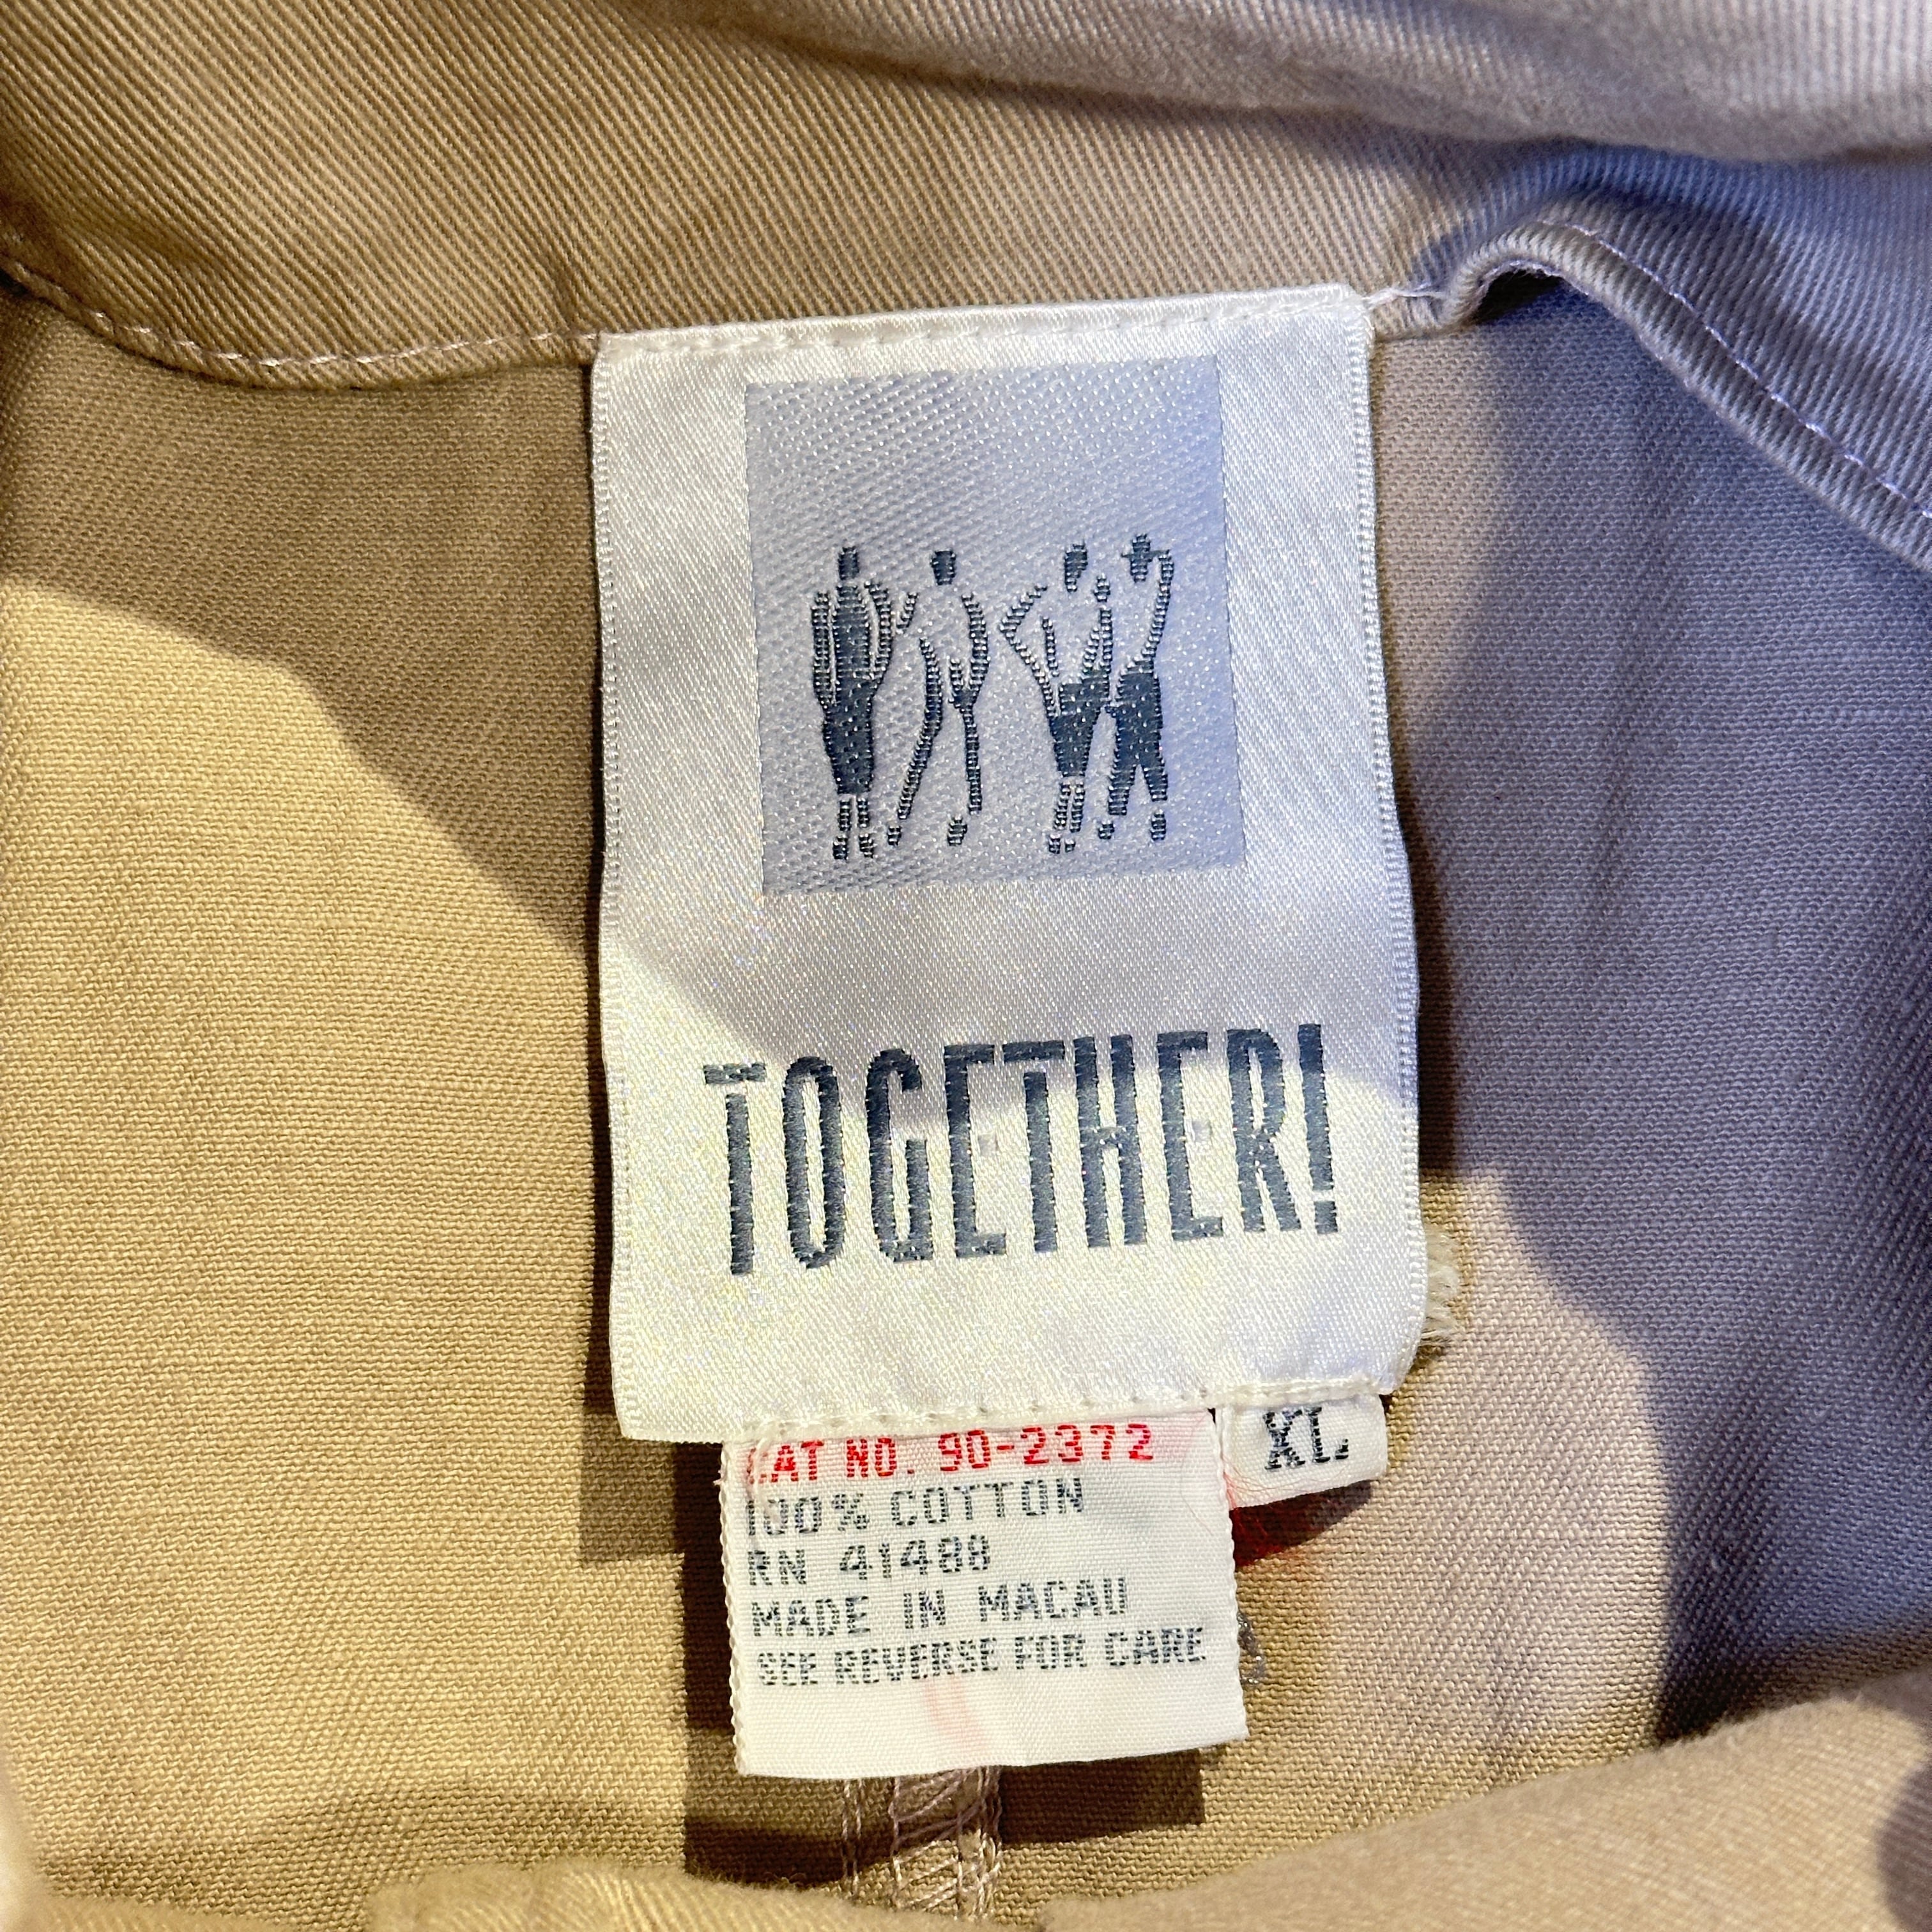 TOGETHER!
XL
CAT NO. 90-2372
100% COTTON
RN 41488
MADE IN MACAU
SEE REVERSE FOR CARE